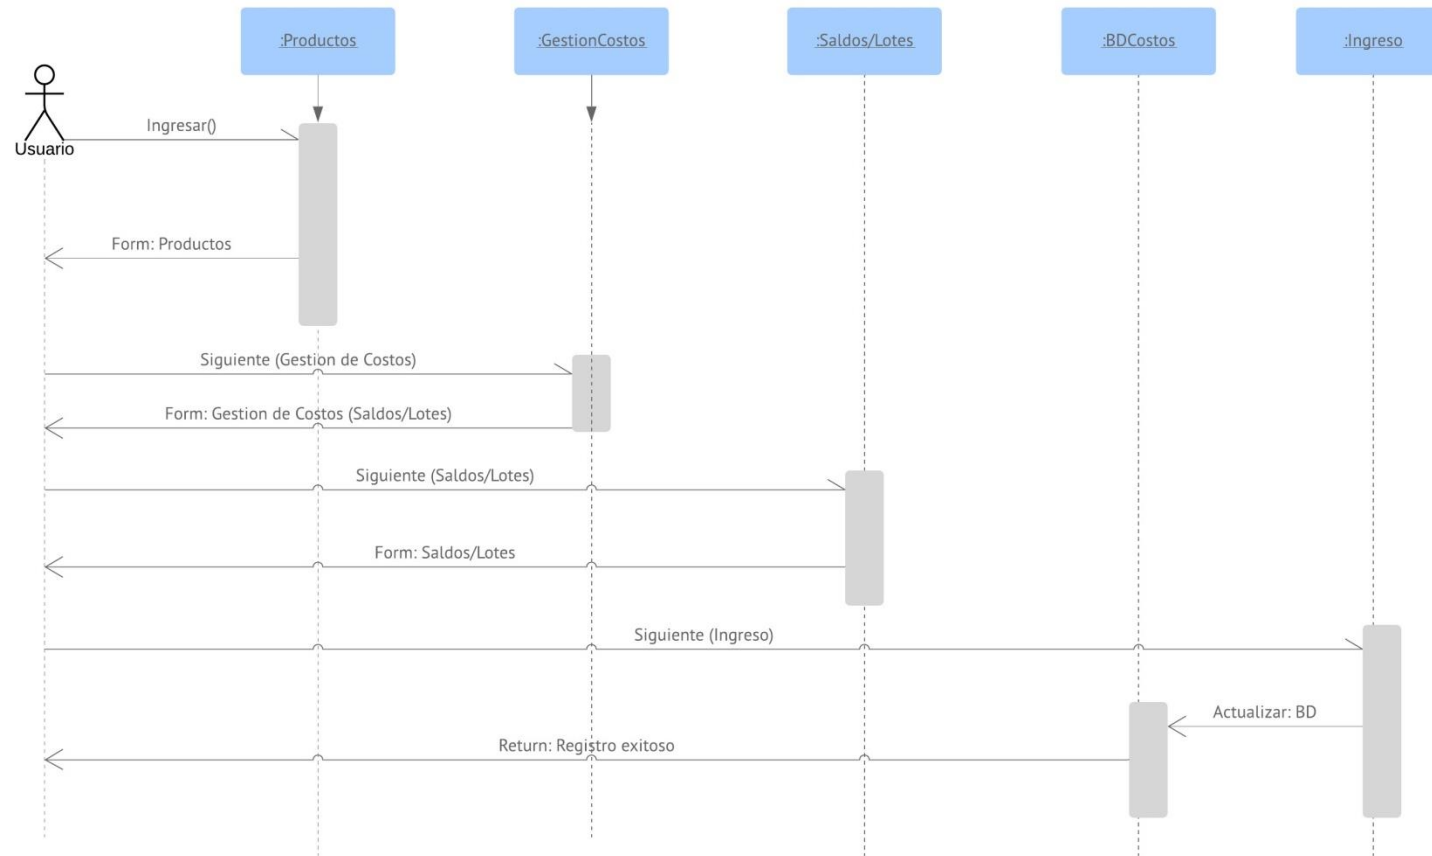 :Productos
:GestionCostos
:Saldos/Lotes
:BDCostos
:Ingreso
Usuario
Ingresar()
Form: Productos
Siguiente (Gestion de Costos)
Form: Gestion de Costos (Saldos/Lotes)
Siguiente (Saldos/Lotes)
Form: Saldos/Lotes
Siguiente (Ingreso)
Actualizar: BD
Return: Registro exitoso